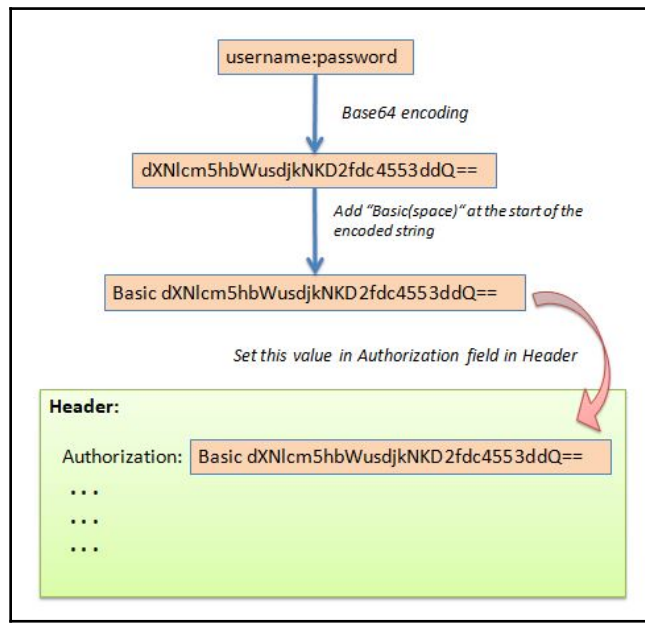 username:password
Base64 encoding
dXNlcm5hbWusdjkNKD2fdc4553ddQ==
Add “Basic(space)“ at the start of the
encoded string
Basic dXNlcm5hbWusdjkNKD2fdc4553ddQ==
Set this value in Authorization field in Header
Header:
Authorization: Basic dXNlcm5hbWusdjkNKD2fdc4553ddQ==
...
...
...